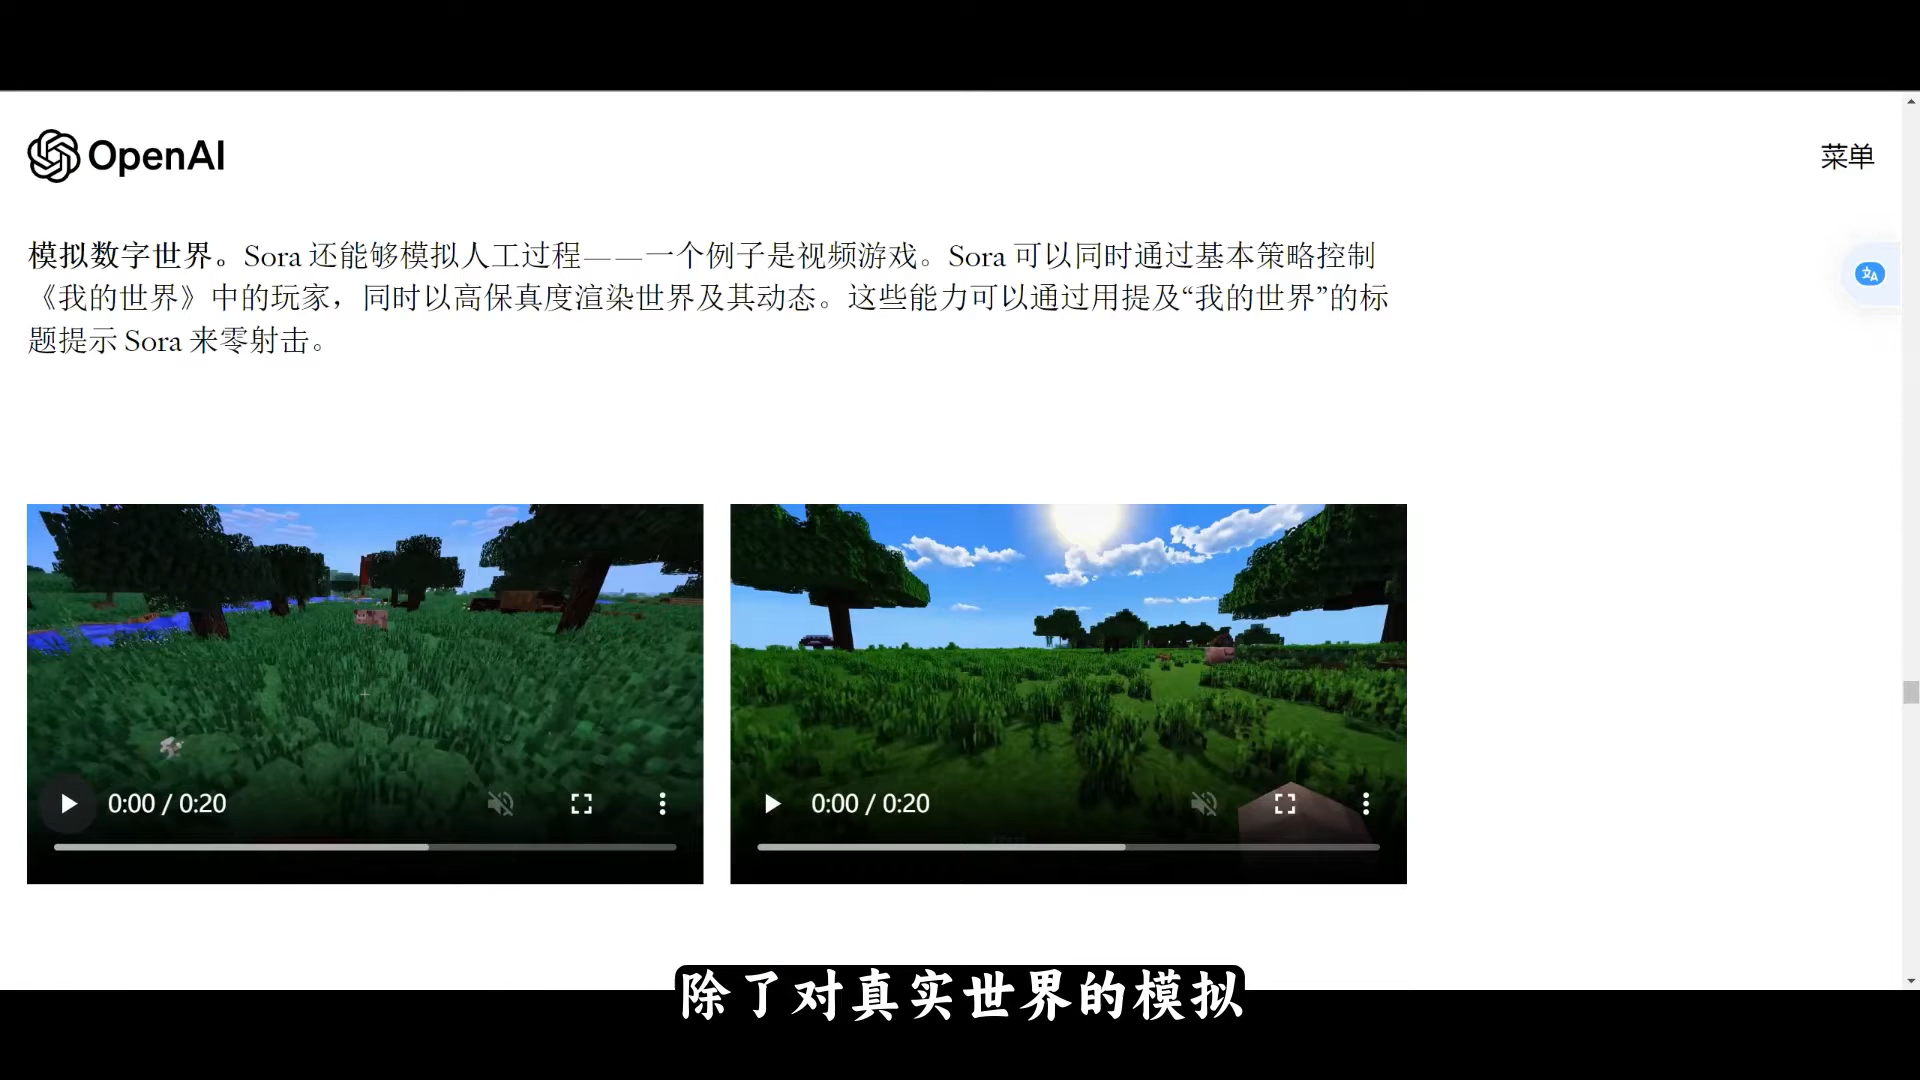 OpenAI
菜单
模拟数字世界。Sora 还能够模拟人工过程——一个例子是视频游戏。Sora 可以同时通过基本策略控制
《我的世界》中的玩家，同时以高保真度渲染世界及其动态。这些能力可以通过用提及“我的世界”的标
题提示 Sora 来零射击。
0:00 / 0:20
0:00 / 0:20
除了对真实世界的模拟